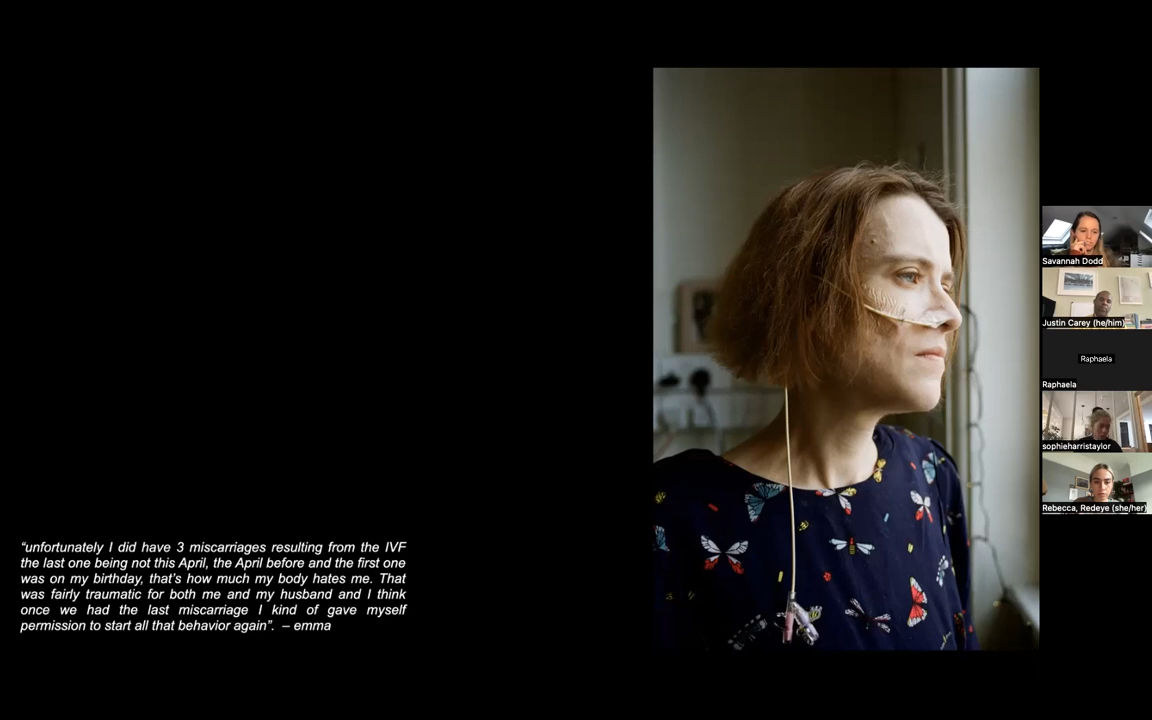 “unfortunately I did have 3 miscarriages resulting from the IVF
the last one being not this April, the April before and the first one
was on my birthday, that’s how much my body hates me. That
was fairly traumatic for both me and my husband and I think
once we had the last miscarriage I kind of gave myself
permission to start all that behavior again”.  – emma
Savannah Dodd
Justin Carey (he/him)
Raphaela
Raphaela
sophieharristaylor
Rebecca, Redeye (she/her)